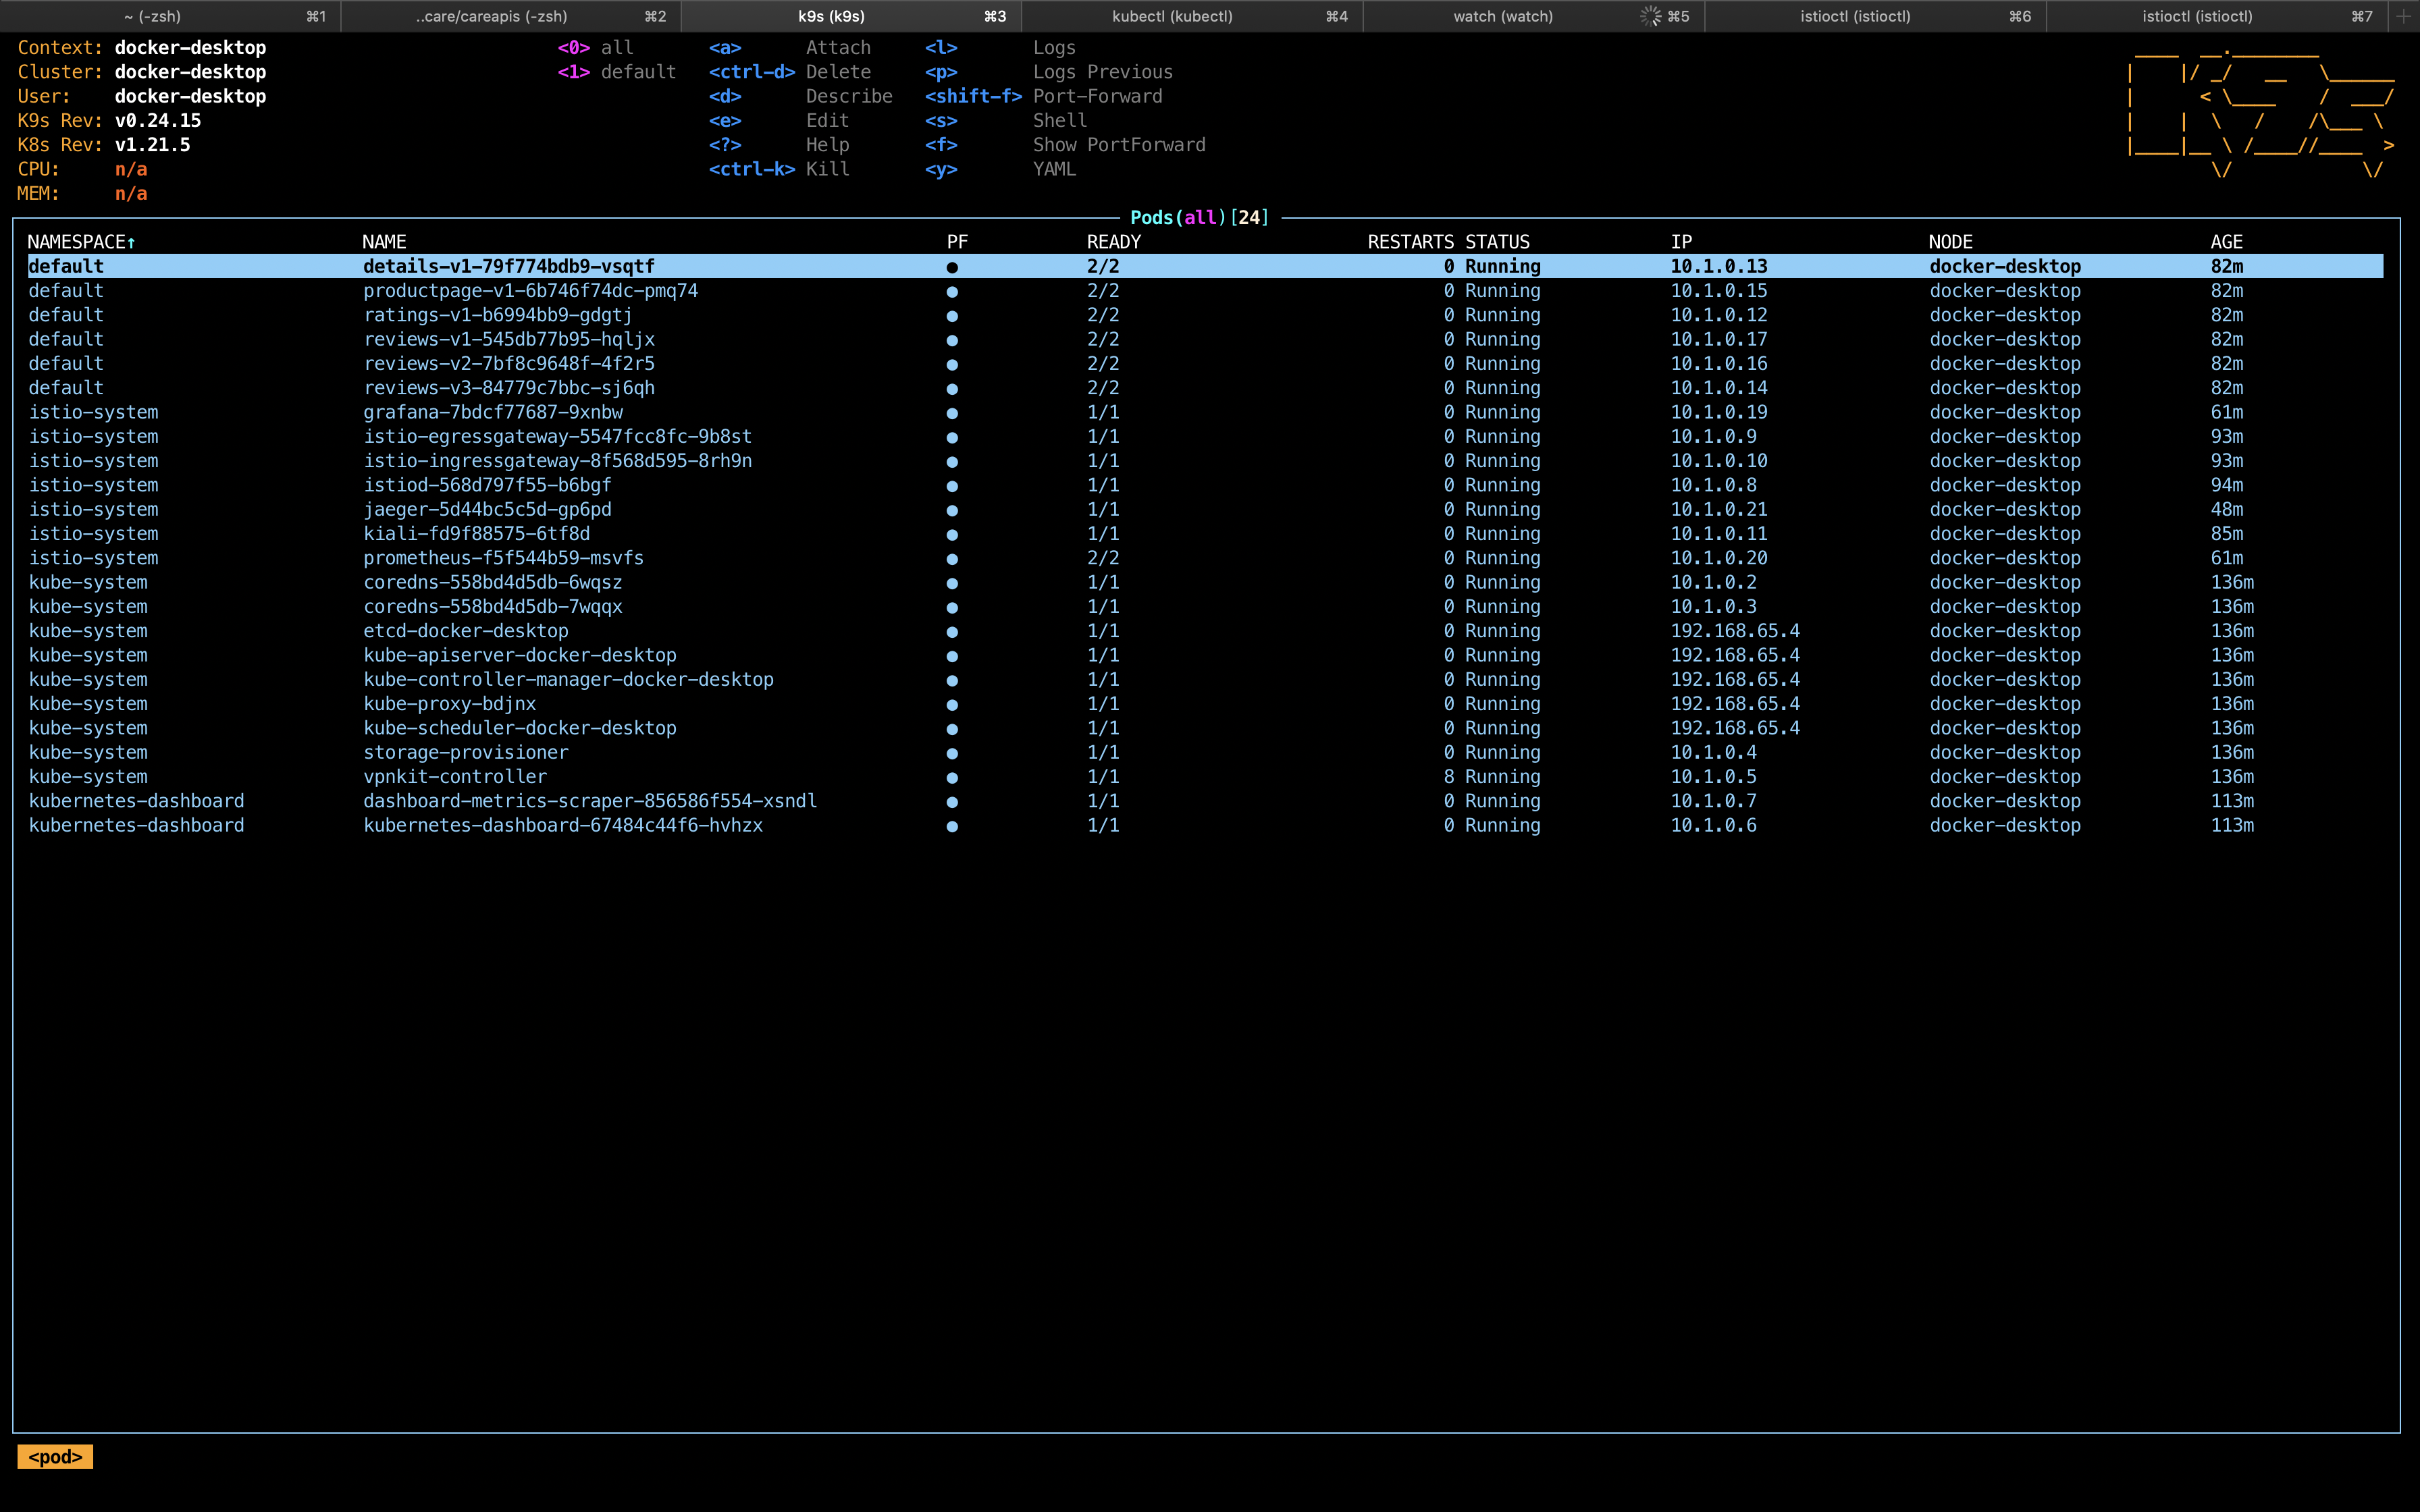 ~ (-zsh) ⌘1 ..care/careapis (-zsh) ⌘2 k9s (k9s) ⌘3 kubectl (kubectl) ⌘4 watch (watch) ⌘5 istioctl (istioctl) ⌘6 istioctl (istioctl) ⌘7
Context: docker-desktop <0> all <a> Attach <l> Logs
Cluster: docker-desktop <1> default <ctrl-d> Delete <p> Logs Previous
User: docker-desktop <d> Describe <shift-f> Port-Forward
K9s Rev: v0.24.15 <e> Edit <s> Shell
K8s Rev: v1.21.5 <?> Help <f> Show PortForward
CPU: n/a <ctrl-k> Kill <y> YAML
MEM: n/a
Pods(all)[24]
NAMESPACE↑ NAME PF READY RESTARTS STATUS IP NODE AGE
default details-v1-79f774bdb9-vsqtf ● 2/2 0 Running 10.1.0.13 docker-desktop 82m
default productpage-v1-6b746f74dc-pmq74 ● 2/2 0 Running 10.1.0.15 docker-desktop 82m
default ratings-v1-b6994bb9-gdgtj ● 2/2 0 Running 10.1.0.12 docker-desktop 82m
default reviews-v1-545db77b95-hqljx ● 2/2 0 Running 10.1.0.17 docker-desktop 82m
default reviews-v2-7bf8c9648f-4f2r5 ● 2/2 0 Running 10.1.0.16 docker-desktop 82m
default reviews-v3-84779c7bbc-sj6qh ● 2/2 0 Running 10.1.0.14 docker-desktop 82m
istio-system grafana-7bdcf77687-9xnbw ● 1/1 0 Running 10.1.0.19 docker-desktop 61m
istio-system istio-egressgateway-5547fcc8fc-9b8st ● 1/1 0 Running 10.1.0.9 docker-desktop 93m
istio-system istio-ingressgateway-8f568d595-8rh9n ● 1/1 0 Running 10.1.0.10 docker-desktop 93m
istio-system istiod-568d797f55-b6bgf ● 1/1 0 Running 10.1.0.8 docker-desktop 94m
istio-system jaeger-5d44bc5c5d-gp6pd ● 1/1 0 Running 10.1.0.21 docker-desktop 48m
istio-system kiali-fd9f88575-6tf8d ● 1/1 0 Running 10.1.0.11 docker-desktop 85m
istio-system prometheus-f5f544b59-msvfs ● 2/2 0 Running 10.1.0.20 docker-desktop 61m
kube-system coredns-558bd4d5db-6wqsz ● 1/1 0 Running 10.1.0.2 docker-desktop 136m
kube-system coredns-558bd4d5db-7wqqx ● 1/1 0 Running 10.1.0.3 docker-desktop 136m
kube-system etcd-docker-desktop ● 1/1 0 Running 192.168.65.4 docker-desktop 136m
kube-system kube-apiserver-docker-desktop ● 1/1 0 Running 192.168.65.4 docker-desktop 136m
kube-system kube-controller-manager-docker-desktop ● 1/1 0 Running 192.168.65.4 docker-desktop 136m
kube-system kube-proxy-bdjnx ● 1/1 0 Running 192.168.65.4 docker-desktop 136m
kube-system kube-scheduler-docker-desktop ● 1/1 0 Running 192.168.65.4 docker-desktop 136m
kube-system storage-provisioner ● 1/1 0 Running 10.1.0.4 docker-desktop 136m
kube-system vpnkit-controller ● 1/1 8 Running 10.1.0.5 docker-desktop 136m
kubernetes-dashboard dashboard-metrics-scraper-856586f554-xsndl ● 1/1 0 Running 10.1.0.7 docker-desktop 113m
kubernetes-dashboard kubernetes-dashboard-67484c44f6-hvhzx ● 1/1 0 Running 10.1.0.6 docker-desktop 113m
<pod>